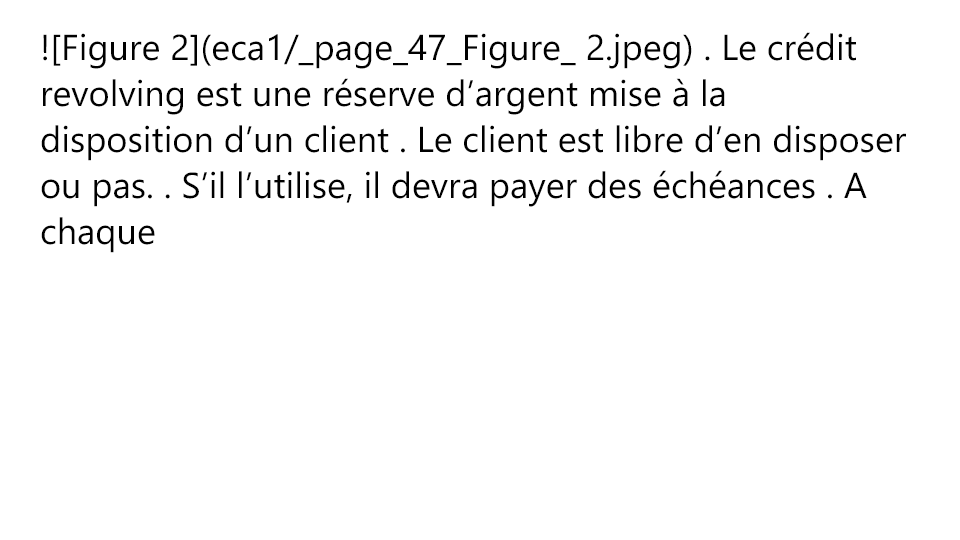 ![Figure 2](eca1/_page_47_Figure_ 2.jpeg) . Le crédit
revolving est une réserve d’argent mise à la
disposition d’un client . Le client est libre d’en disposer
ou pas. . S’il l’utilise, il devra payer des échéances . A
chaque